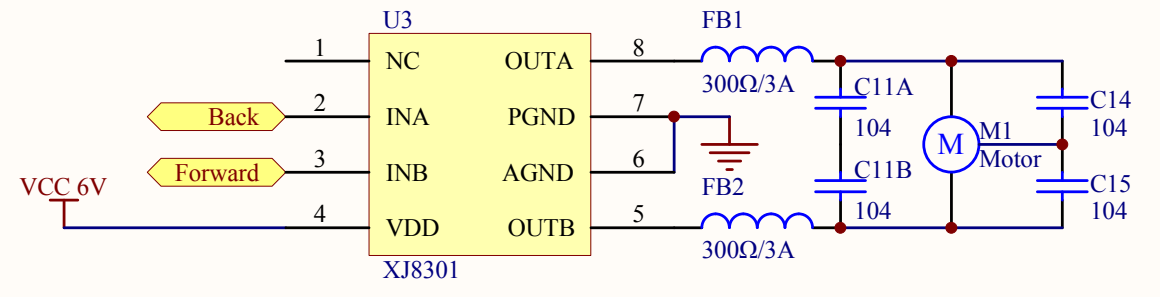 U3
FB1
1
NC
OUTA
8
300Ω/3A
C11A
104
C14
104
Back
2
INA
PGND
7
M
M1
Motor
Forward
3
INB
AGND
6
FB2
C11B
104
C15
104
VCC 6V
4
VDD
OUTB
5
300Ω/3A
XJ8301